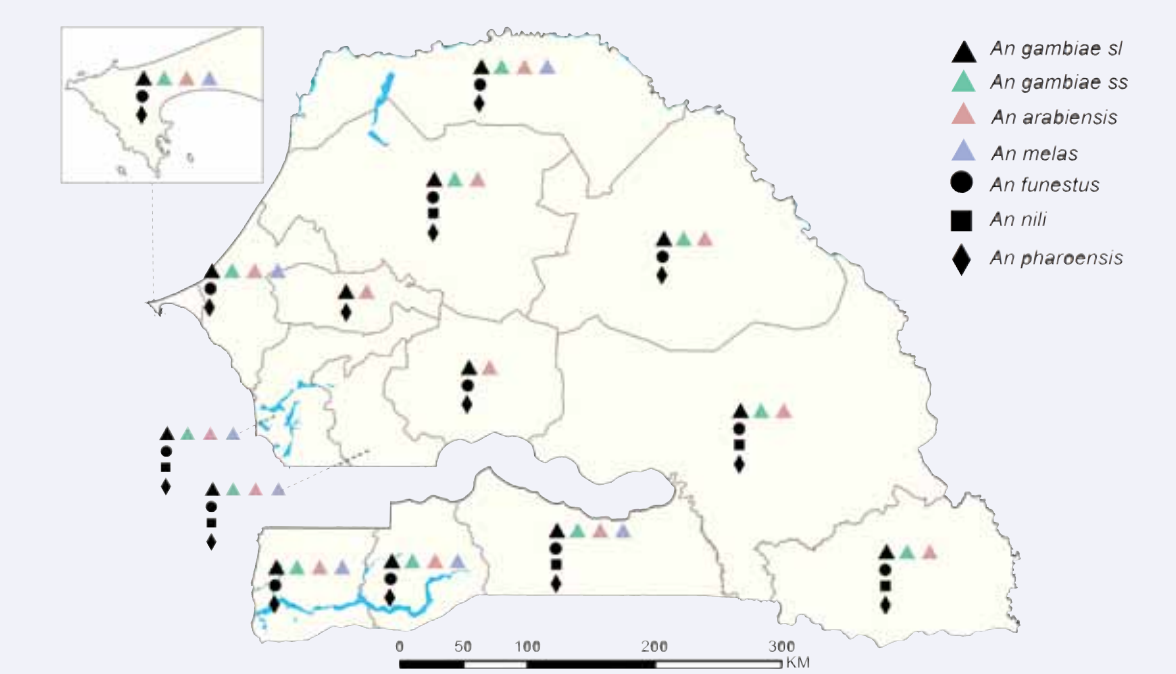 An gambiae sl
An gambiae ss
An arabiensis
An melas
An funestus
An nili
An pharoensis
0 50 100 200 300
KM